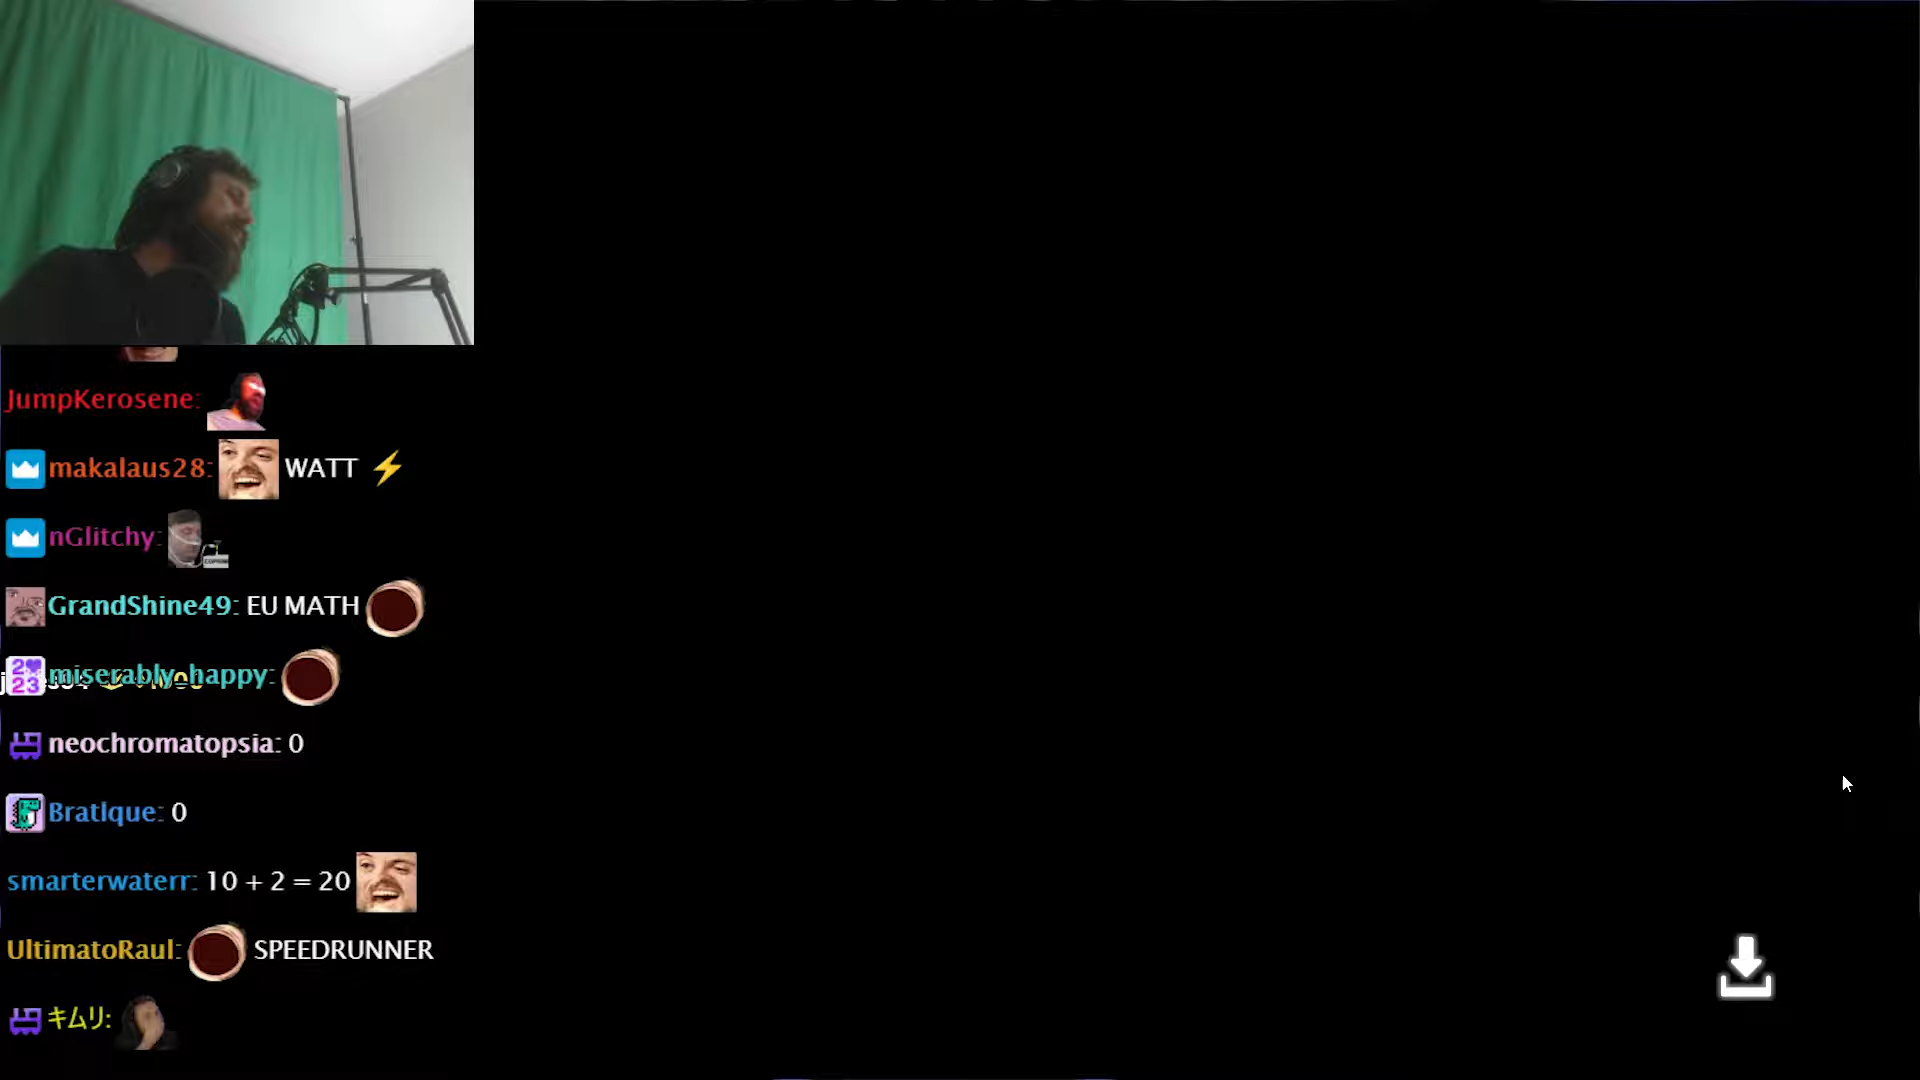 JumpKerosene:
makalaus28: WATT ⚡
nGlitchy:
GrandShine49: EU MATH
miserably_happy:
neochromatopsia: 0
BratIque: 0
smarterwaterr: 10 + 2 = 20
UltimatoRaul: SPEEDRUNNER
キムリ: